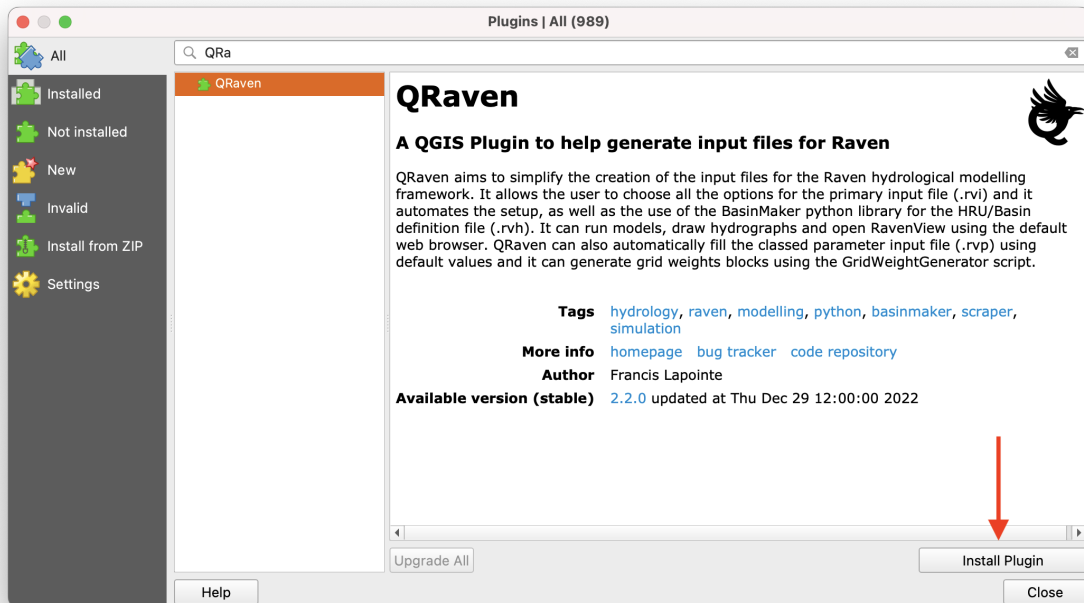 Plugins | All (989)
All
Installed
Not installed
New
Invalid
Install from ZIP
Settings
QRa
QRaven
QRaven
A QGIS Plugin to help generate input files for Raven
QRaven aims to simplify the creation of the input files for the Raven hydrological modelling
framework. It allows the user to choose all the options for the primary input file (.rvi) and it
automates the setup, as well as the use of the BasinMaker python library for the HRU/Basin
definition file (.rvh). It can run models, draw hydrographs and open RavenView using the default
web browser. QRaven can also automatically fill the classed parameter input file (.rvp) using
default values and it can generate grid weights blocks using the GridWeightGenerator script.
Tags hydrology, raven, modelling, python, basinmaker, scraper,
simulation
More info homepage bug tracker code repository
Author Francis Lapointe
Available version (stable) 2.2.0 updated at Thu Dec 29 12:00:00 2022
Upgrade All
Install Plugin
Help
Close